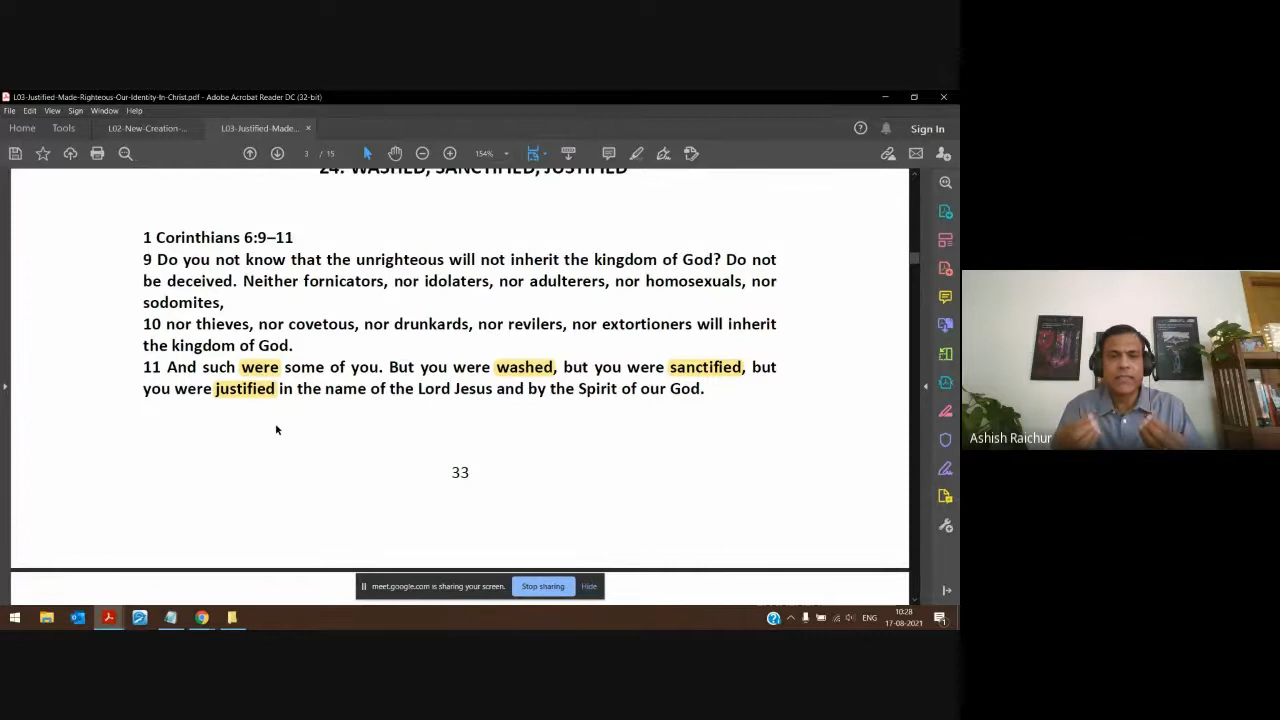 L03-Justified-Made-Righteous-Our-Identity-In-Christ.pdf - Adobe Acrobat Reader DC (32-bit)
File Edit View Sign Window Help
Home Tools L02-New-Creation-... L03-Justified-Made... × Sign In
3 / 15 154%
24. WASHED, SANCTIFIED, JUSTIFIED
1 Corinthians 6:9–11
9 Do you not know that the unrighteous will not inherit the kingdom of God? Do not
be deceived. Neither fornicators, nor idolaters, nor adulterers, nor homosexuals, nor
sodomites,
10 nor thieves, nor covetous, nor drunkards, nor revilers, nor extortioners will inherit
the kingdom of God.
11 And such were some of you. But you were washed, but you were sanctified, but
you were justified in the name of the Lord Jesus and by the Spirit of our God.
Ashish Raichur
33
meet.google.com is sharing your screen. Stop sharing Hide
ENG
10:28
17-08-2021